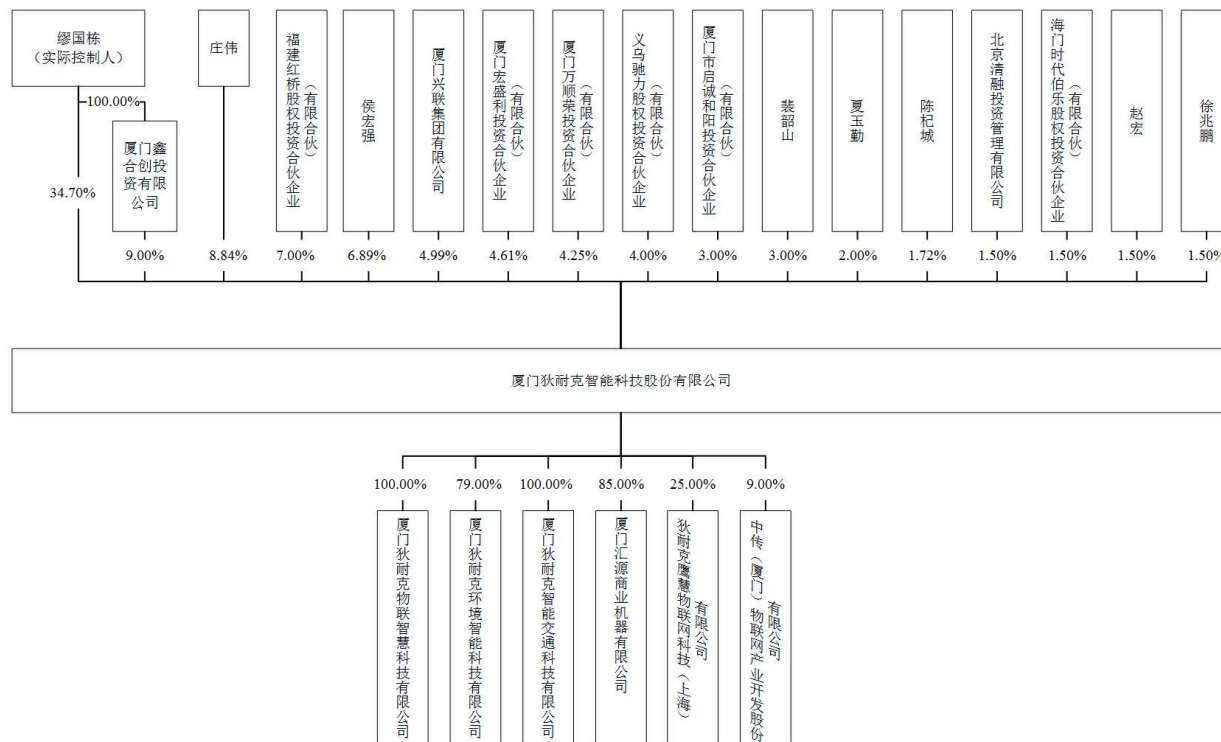 缪国栋
（实际控制人）
庄伟
福建红桥股权投资合伙企业
（有限合伙）
侯宏强
厦门兴联集团有限公司
厦门宏盛利投资合伙企业
（有限合伙）
厦门万顺荣投资合伙企业
（有限合伙）
义乌驰力股权投资合伙企业
（有限合伙）
厦门市启诚和阳投资合伙企业
（有限合伙）
裴韶山
夏玉勤
陈杞城
北京清融投资管理有限公司
海门时代伯乐股权投资合伙企业
（有限合伙）
赵宏
徐兆鹏
100.00%
厦门鑫
合创投
资有限
公司
34.70%
9.00%
8.84%
7.00%
6.89%
4.99%
4.61%
4.25%
4.00%
3.00%
3.00%
2.00%
1.72%
1.50%
1.50%
1.50%
1.50%
厦门狄耐克智能科技股份有限公司
100.00%
79.00%
100.00%
85.00%
25.00%
9.00%
厦门狄耐克物联智慧科技有限公司
厦门狄耐克环境智能科技有限公司
厦门狄耐克智能交通科技有限公司
厦门汇源商业机器有限公司
狄耐克鹰慧物联网科技（上海）
有限公司
中传（厦门）物联网产业开发股份
有限公司